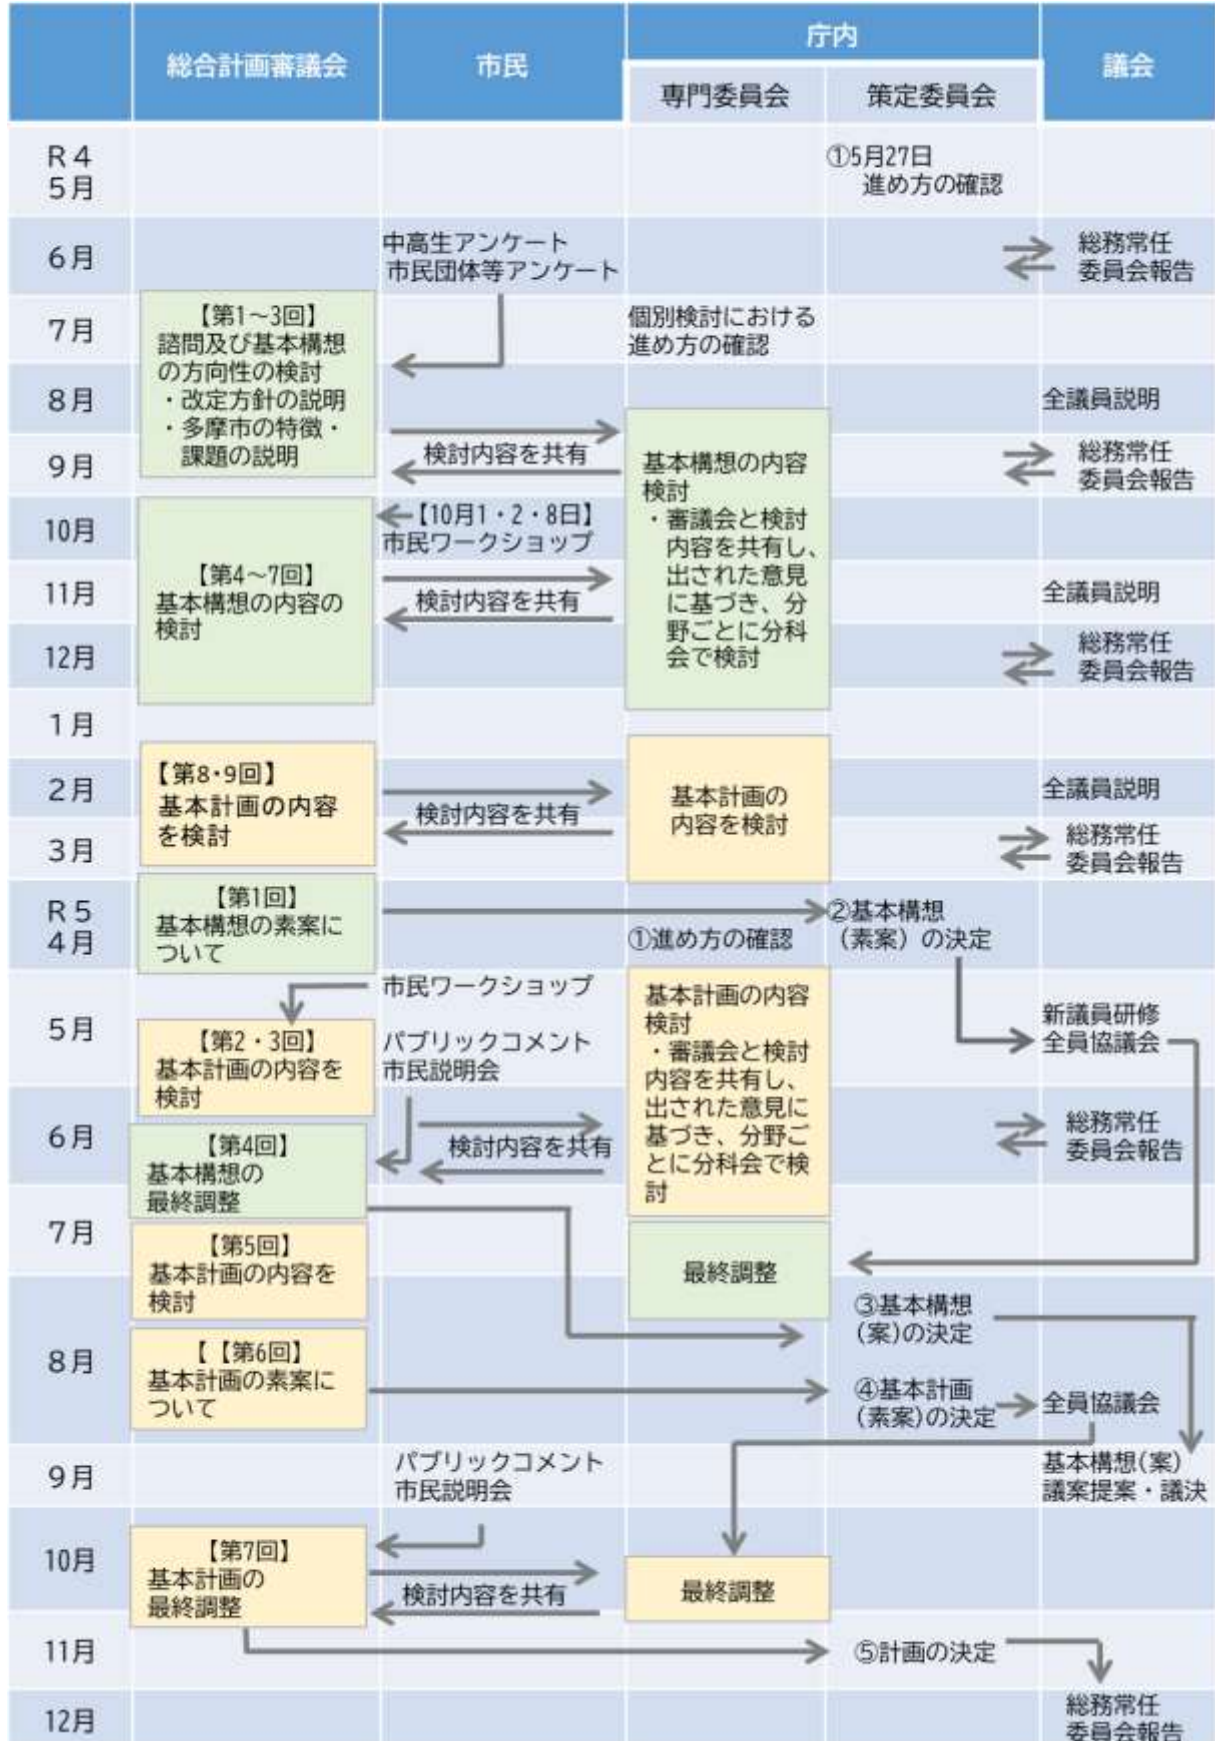 総合計画審議会
市民
庁内
専門委員会
策定委員会
議会
R４
5月
①5月27日
進め方の確認
6月
中高生アンケート
市民団体等アンケート
総務常任
委員会報告
7月
【第1～3回】
諮問及び基本構想
の方向性の検討
・改定方針の説明
・多摩市の特徴・
課題の説明
個別検討における
進め方の確認
8月
全議員説明
9月
検討内容を共有
基本構想の内容
検討
・審議会と検討
内容を共有し、
出された意見
に基づき、分
野ごとに分科
会で検討
総務常任
委員会報告
10月
【10月1・2・8日】
市民ワークショップ
【第4～7回】
基本構想の内容の
検討
11月
検討内容を共有
全議員説明
12月
総務常任
委員会報告
1月
2月
【第8・9回】
基本計画の内容
を検討
検討内容を共有
基本計画の
内容を検討
全議員説明
3月
総務常任
委員会報告
R５
4月
【第1回】
基本構想の素案に
ついて
①進め方の確認
②基本構想
（素案）の決定
5月
市民ワークショップ
【第2・3回】
基本計画の内容を
検討
パブリックコメント
市民説明会
基本計画の内容
検討
・審議会と検討
内容を共有し、
出された意見に
基づき、分野ご
とに分科会で検
討
新議員研修
全員協議会
6月
【第4回】
基本構想の
最終調整
検討内容を共有
総務常任
委員会報告
7月
【第5回】
基本計画の内容を
検討
最終調整
8月
③基本構想
(案)の決定
【【第6回】
基本計画の素案に
ついて
④基本計画
(素案)の決定
全員協議会
9月
パブリックコメント
市民説明会
基本構想(案)
議案提案・議決
10月
【第7回】
基本計画の
最終調整
検討内容を共有
最終調整
11月
⑤計画の決定
12月
総務常任
委員会報告